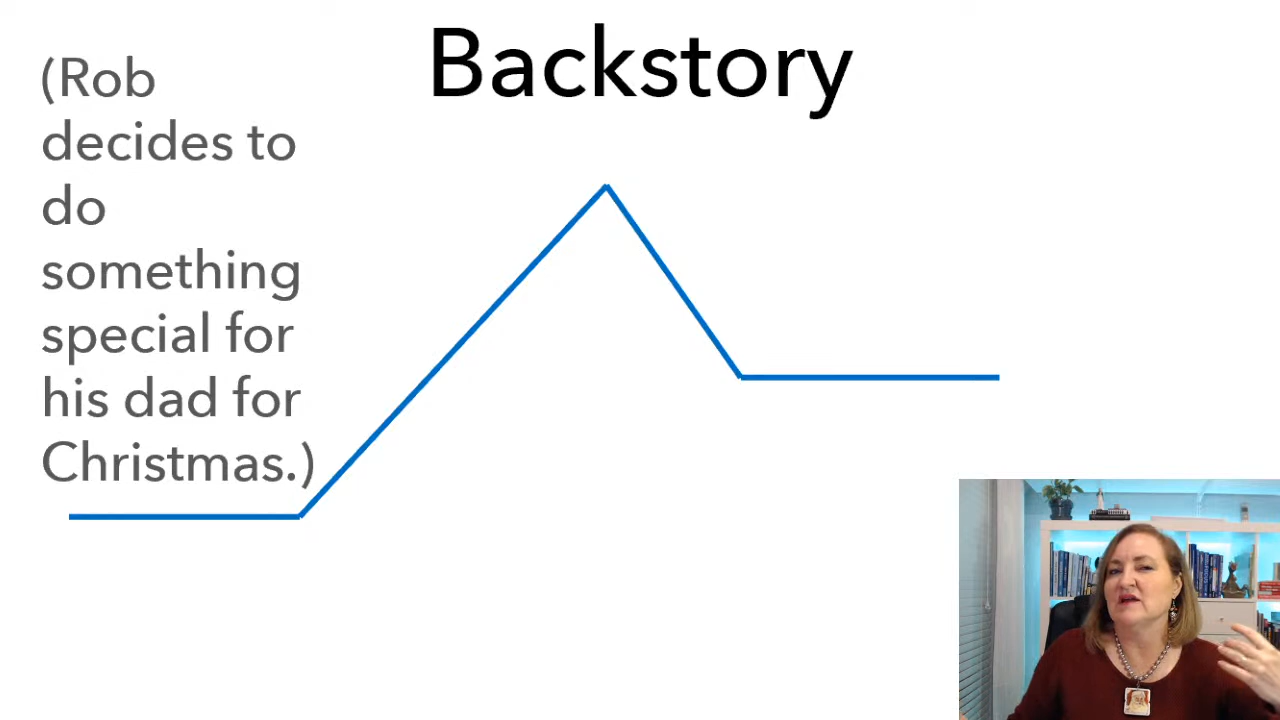 Backstory
(Rob
decides to
do
something
special for
his dad for
Christmas.)